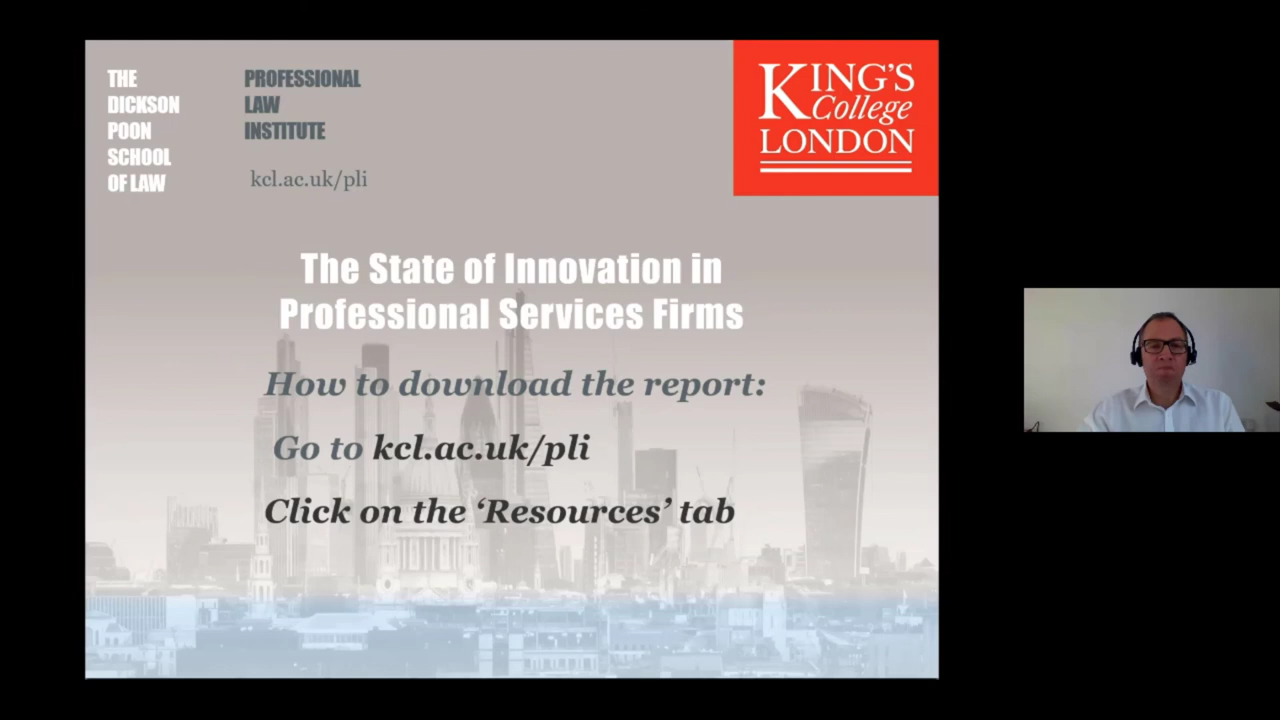 THE
DICKSON
POON
SCHOOL
OF LAW
PROFESSIONAL
LAW
INSTITUTE
kcl.ac.uk/pli
KING'S
College
LONDON
The State of Innovation in
Professional Services Firms
How to download the report:
Go to kcl.ac.uk/pli
Click on the ‘Resources’ tab